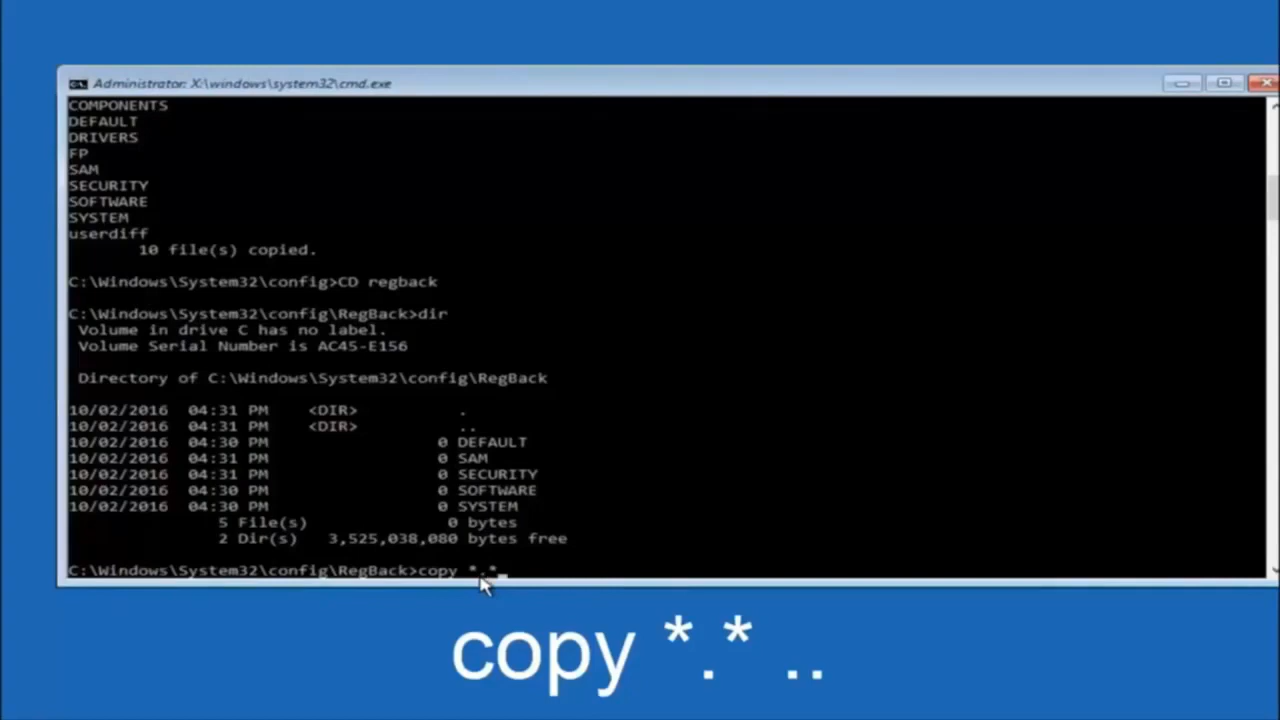 Administrator: X:\windows\system32\cmd.exe
COMPONENTS
DEFAULT
DRIVERS
FP
SAM
SECURITY
SOFTWARE
SYSTEM
userdiff
10 file(s) copied.
C:\Windows\System32\config>CD regback
C:\Windows\System32\config\RegBack>dir
Volume in drive C has no label.
Volume Serial Number is AC45-E156
Directory of C:\Windows\System32\config\RegBack
10/02/2016 04:31 PM <DIR> .
10/02/2016 04:31 PM <DIR> ..
10/02/2016 04:30 PM 0 DEFAULT
10/02/2016 04:31 PM 0 SAM
10/02/2016 04:31 PM 0 SECURITY
10/02/2016 04:30 PM 0 SOFTWARE
10/02/2016 04:30 PM 0 SYSTEM
5 File(s) 0 bytes
2 Dir(s) 3,525,038,080 bytes free
C:\Windows\System32\config\RegBack>copy *.*_
copy *.* ..